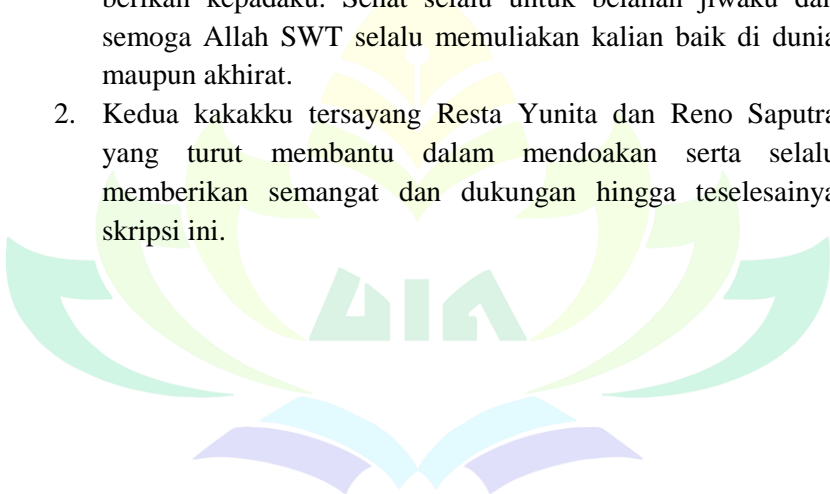 berikan kepadaku. Sehat selalu untuk belahan jiwaku dan
semoga Allah SWT selalu memuliakan kalian baik di dunia
maupun akhirat.
2. Kedua kakakku tersayang Resta Yunita dan Reno Saputra
yang turut membantu dalam mendoakan serta selalu
memberikan semangat dan dukungan hingga teselesainya
skripsi ini.
UIN